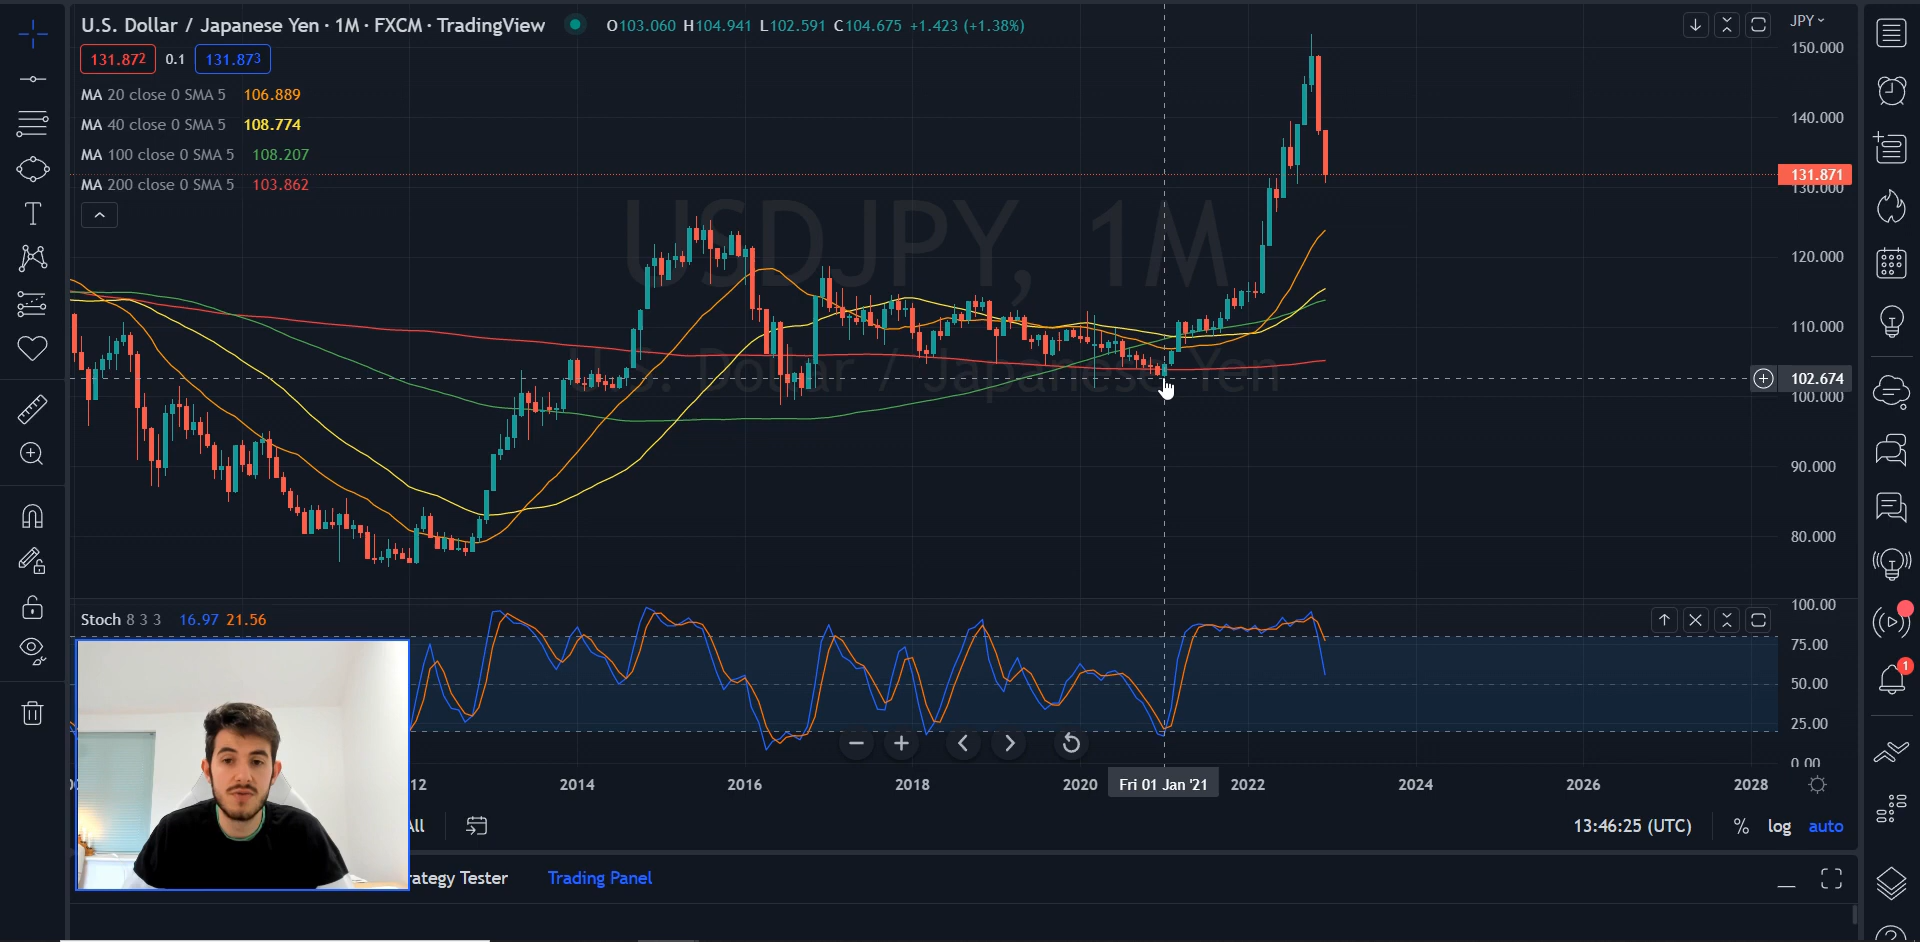 U.S. Dollar / Japanese Yen · 1M · FXCM · TradingView O103.060 H104.941 L102.591 C104.675 +1.423 (+1.38%)
JPY
131.872 0.1 131.873
MA 20 close 0 SMA 5 106.889
MA 40 close 0 SMA 5 108.774
MA 100 close 0 SMA 5 108.207
MA 200 close 0 SMA 5 103.862
150.000
140.000
131.871
130.000
120.000
110.000
102.674
100.000
90.000
80.000
USDJPY, 1M
U.S. Dollar / Japanese Yen
Stoch 8 3 3 16.97 21.56
100.00
75.00
50.00
25.00
0.00
12 2014 2016 2018 2020 Fri 01 Jan '21 2022 2024 2026 2028
All 13:46:25 (UTC) % log auto
rategy Tester Trading Panel
1